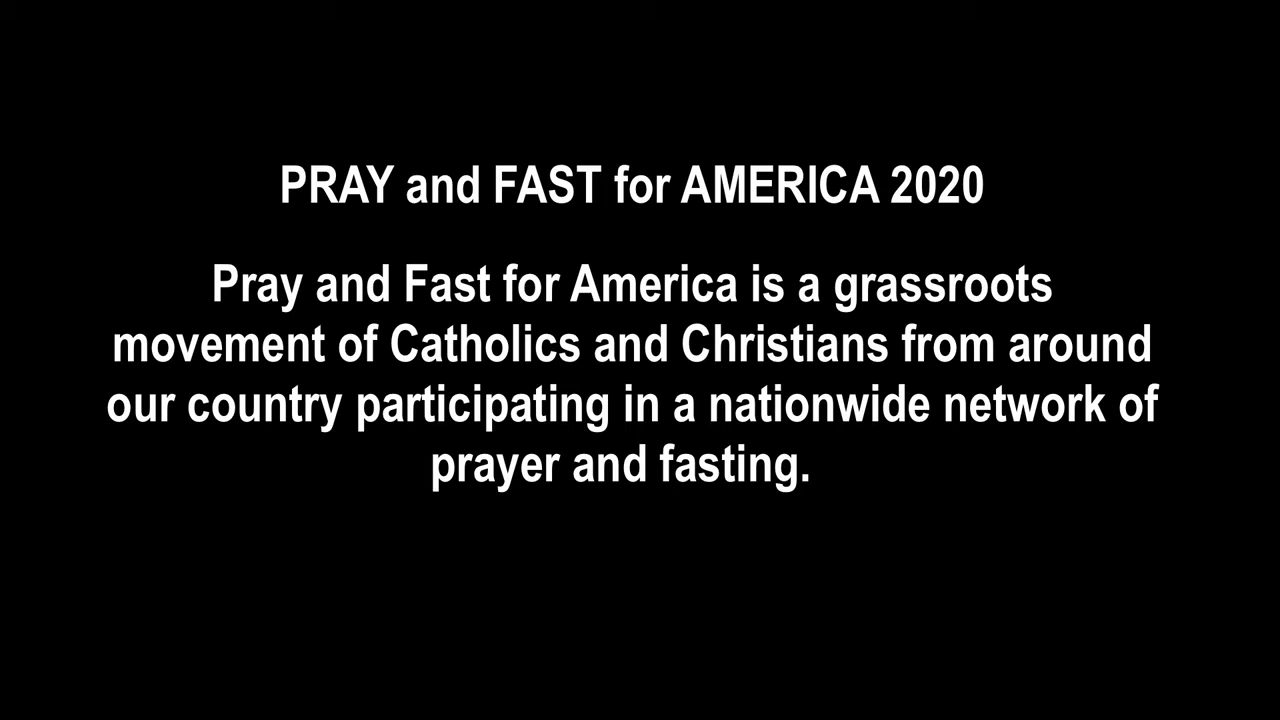 PRAY and FAST for AMERICA 2020
Pray and Fast for America is a grassroots
movement of Catholics and Christians from around
our country participating in a nationwide network of
prayer and fasting.